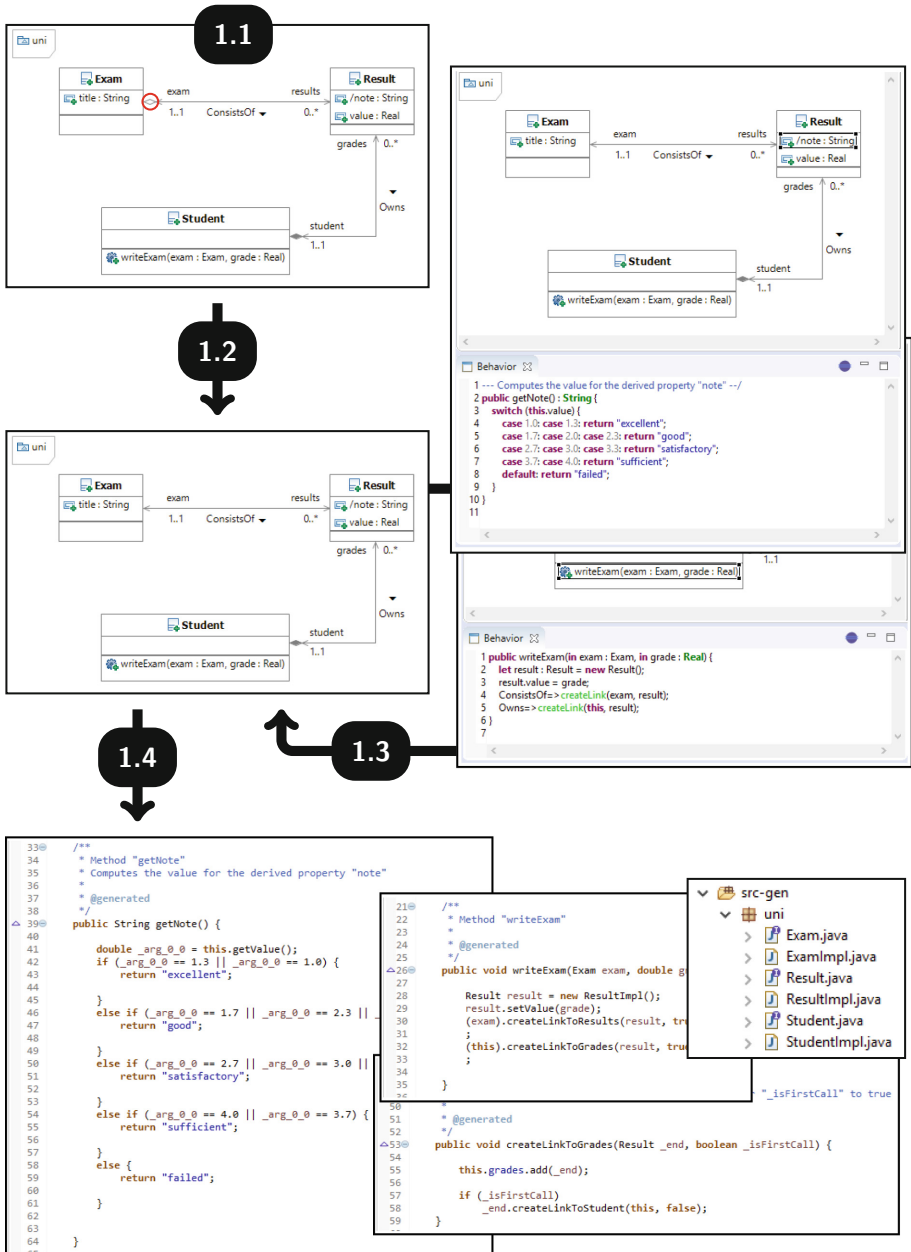 1.1
uni
Exam
title : String
exam
1..1
ConsistsOf
results
0..*
Result
/note : String
value : Real
grades
0..*
Owns
Student
writeExam(exam : Exam, grade : Real)
student
1..1
1.2
uni
Exam
title : String
exam
1..1
ConsistsOf
results
0..*
Result
/note : String
value : Real
grades
0..*
Owns
Student
writeExam(exam : Exam, grade : Real)
student
1..1
uni
Exam
title : String
exam
1..1
ConsistsOf
results
0..*
Result
/note : String
value : Real
grades
0..*
Owns
Student
writeExam(exam : Exam, grade : Real)
student
1..1
Behavior
1 --- Computes the value for the derived property "note" --/
2 public getNote() : String {
3 switch (this.value) {
4 case 1.0: case 1.3: return "excellent";
5 case 1.7: case 2.0: case 2.3: return "good";
6 case 2.7: case 3.0: case 3.3: return "satisfactory";
7 case 3.7: case 4.0: return "sufficient";
8 default: return "failed";
9 }
10 }
11
1..1
writeExam(exam : Exam, grade : Real)
Behavior
1 public writeExam(in exam : Exam, in grade : Real) {
2 let result : Result = new Result();
3 result.value = grade;
4 ConsistsOf=>createLink(exam, result);
5 Owns=>createLink(this, result);
6 }
7
1.3
1.4
33 /**
34 * Method "getNote"
35 * Computes the value for the derived property "note"
36 *
37 * @generated
38 */
39 public String getNote() {
40
41 double _arg_0_0 = this.getValue();
42 if (_arg_0_0 == 1.3 || _arg_0_0 == 1.0) {
43 return "excellent";
44
45 }
46 else if (_arg_0_0 == 1.7 || _arg_0_0 == 2.3 || _
47 return "good";
48
49 }
50 else if (_arg_0_0 == 2.7 || _arg_0_0 == 3.0 ||
51 return "satisfactory";
52
53 }
54 else if (_arg_0_0 == 4.0 || _arg_0_0 == 3.7) {
55 return "sufficient";
56
57 }
58 else {
59 return "failed";
60
61 }
62
63
64 }
21 /**
22 * Method "writeExam"
23 *
24 * @generated
25 */
26 public void writeExam(Exam exam, double
27
28 Result result = new ResultImpl();
29 result.setValue(grade);
30 (exam).createLinkToResults(result,
31 ;
32 (this).createLinkToGrades(result,
33 ;
34
35 }
src-gen
uni
Exam.java
ExamImpl.java
Result.java
ResultImpl.java
Student.java
StudentImpl.java
"_isFirstCall" to true
50 *
51 * @generated
52 */
53 public void createLinkToGrades(Result _end, boolean _isFirstCall) {
54
55 this.grades.add(_end);
56
57 if (_isFirstCall)
58 _end.createLinkToStudent(this, false);
59 }